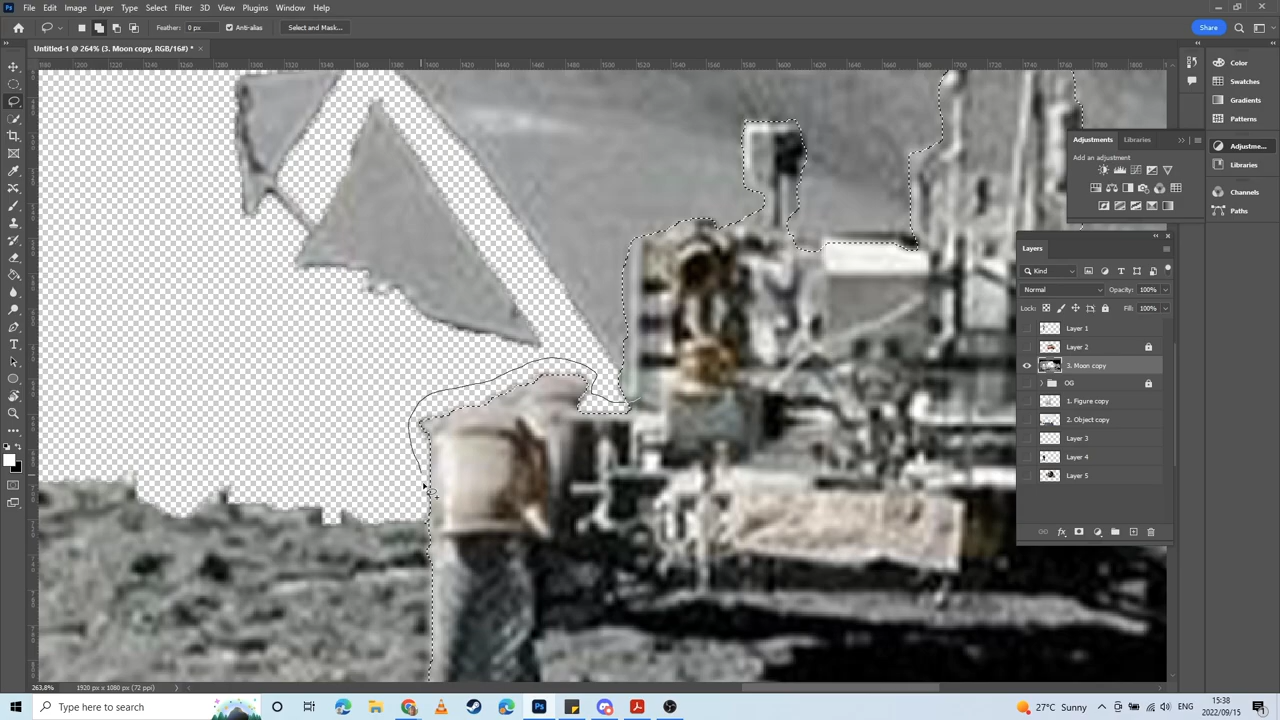 File Edit Image Layer Type Select Filter 3D View Plugins Window Help
Feather: 0 px Anti-alias Select and Mask... Share
Untitled-1 @ 264% (3. Moon copy, RGB/16#) * ×
Color
Swatches
Gradients
Patterns
Adjustments Libraries
Add an adjustment
Adjustme...
Libraries
Channels
Paths
Layers
Kind
Normal Opacity: 100%
Lock: Fill: 100%
Layer 1
Layer 2
3. Moon copy
OG
1. Figure copy
2. Object copy
Layer 3
Layer 4
Layer 5
263,8% 1920 px x 1080 px (72 ppi)
Type here to search
27°C Sunny
ENG
15:38
2022/09/15